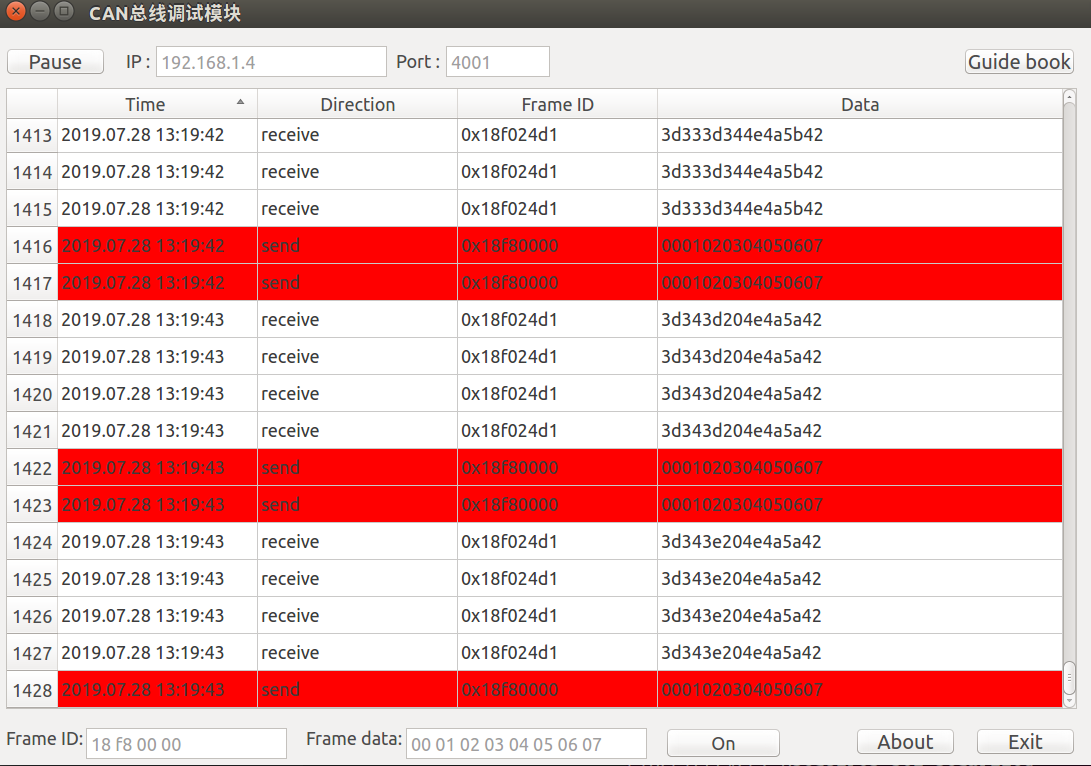 CAN总线调试模块
Pause IP : 192.168.1.4 Port : 4001 Guide book
Time Direction Frame ID Data
1413 2019.07.28 13:19:42 receive 0x18f024d1 3d333d344e4a5b42
1414 2019.07.28 13:19:42 receive 0x18f024d1 3d333d344e4a5b42
1415 2019.07.28 13:19:42 receive 0x18f024d1 3d333d344e4a5b42
1416 2019.07.28 13:19:42 send 0x18f80000 0001020304050607
1417 2019.07.28 13:19:42 send 0x18f80000 0001020304050607
1418 2019.07.28 13:19:43 receive 0x18f024d1 3d343d204e4a5a42
1419 2019.07.28 13:19:43 receive 0x18f024d1 3d343d204e4a5a42
1420 2019.07.28 13:19:43 receive 0x18f024d1 3d343d204e4a5a42
1421 2019.07.28 13:19:43 receive 0x18f024d1 3d343d204e4a5a42
1422 2019.07.28 13:19:43 send 0x18f80000 0001020304050607
1423 2019.07.28 13:19:43 send 0x18f80000 0001020304050607
1424 2019.07.28 13:19:43 receive 0x18f024d1 3d343e204e4a5a42
1425 2019.07.28 13:19:43 receive 0x18f024d1 3d343e204e4a5a42
1426 2019.07.28 13:19:43 receive 0x18f024d1 3d343e204e4a5a42
1427 2019.07.28 13:19:43 receive 0x18f024d1 3d343e204e4a5a42
1428 2019.07.28 13:19:43 send 0x18f80000 0001020304050607
Frame ID: 18 f8 00 00 Frame data: 00 01 02 03 04 05 06 07 On About Exit